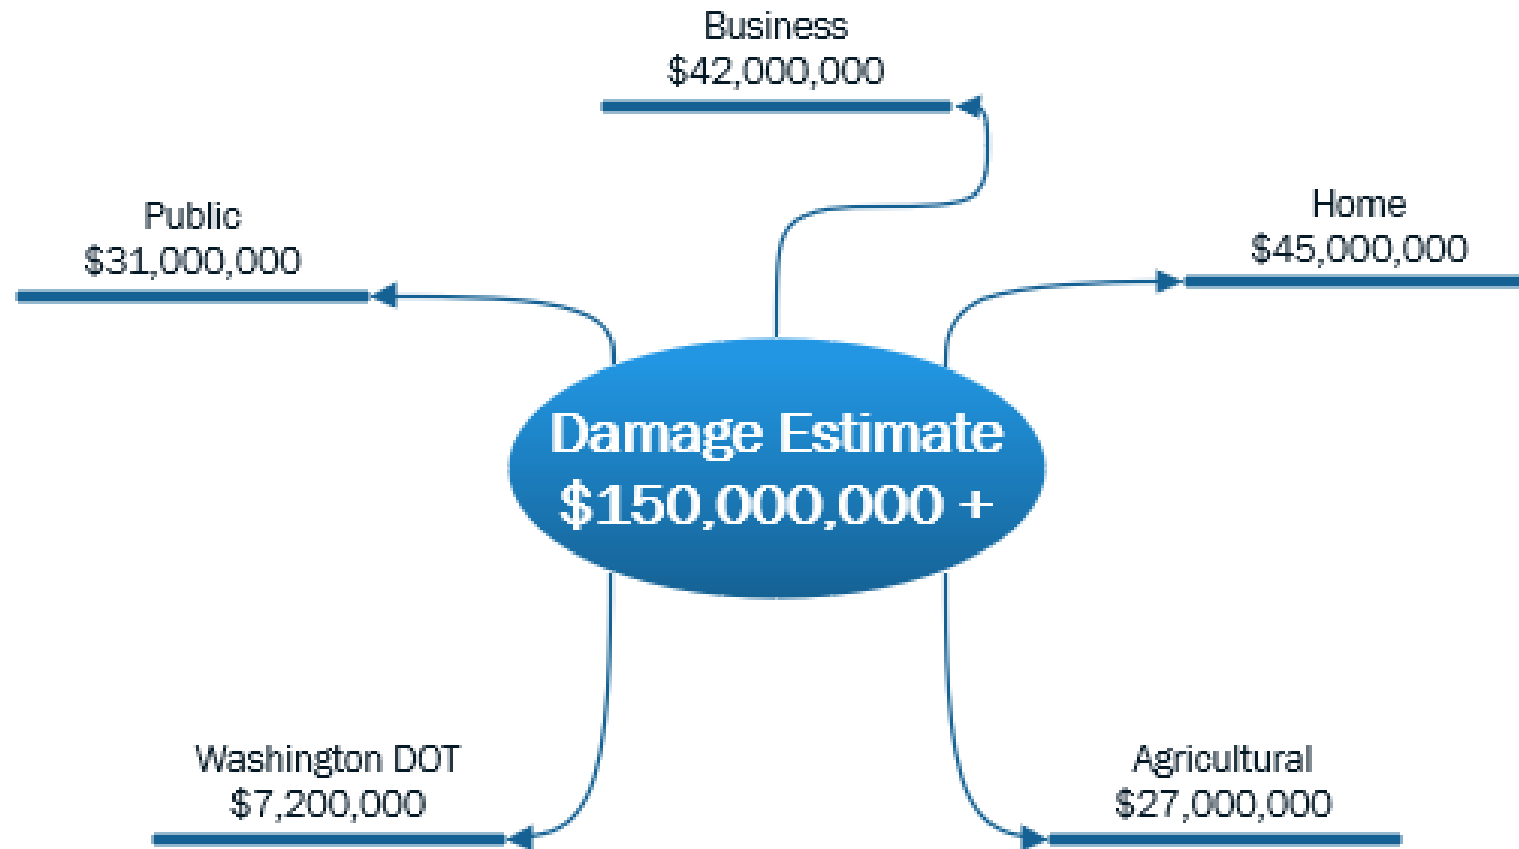 Business
$42,000,000
Public
$31,000,000
Home
$45,000,000
Damage Estimate
$150,000,000 +
Washington DOT
$7,200,000
Agricultural
$27,000,000